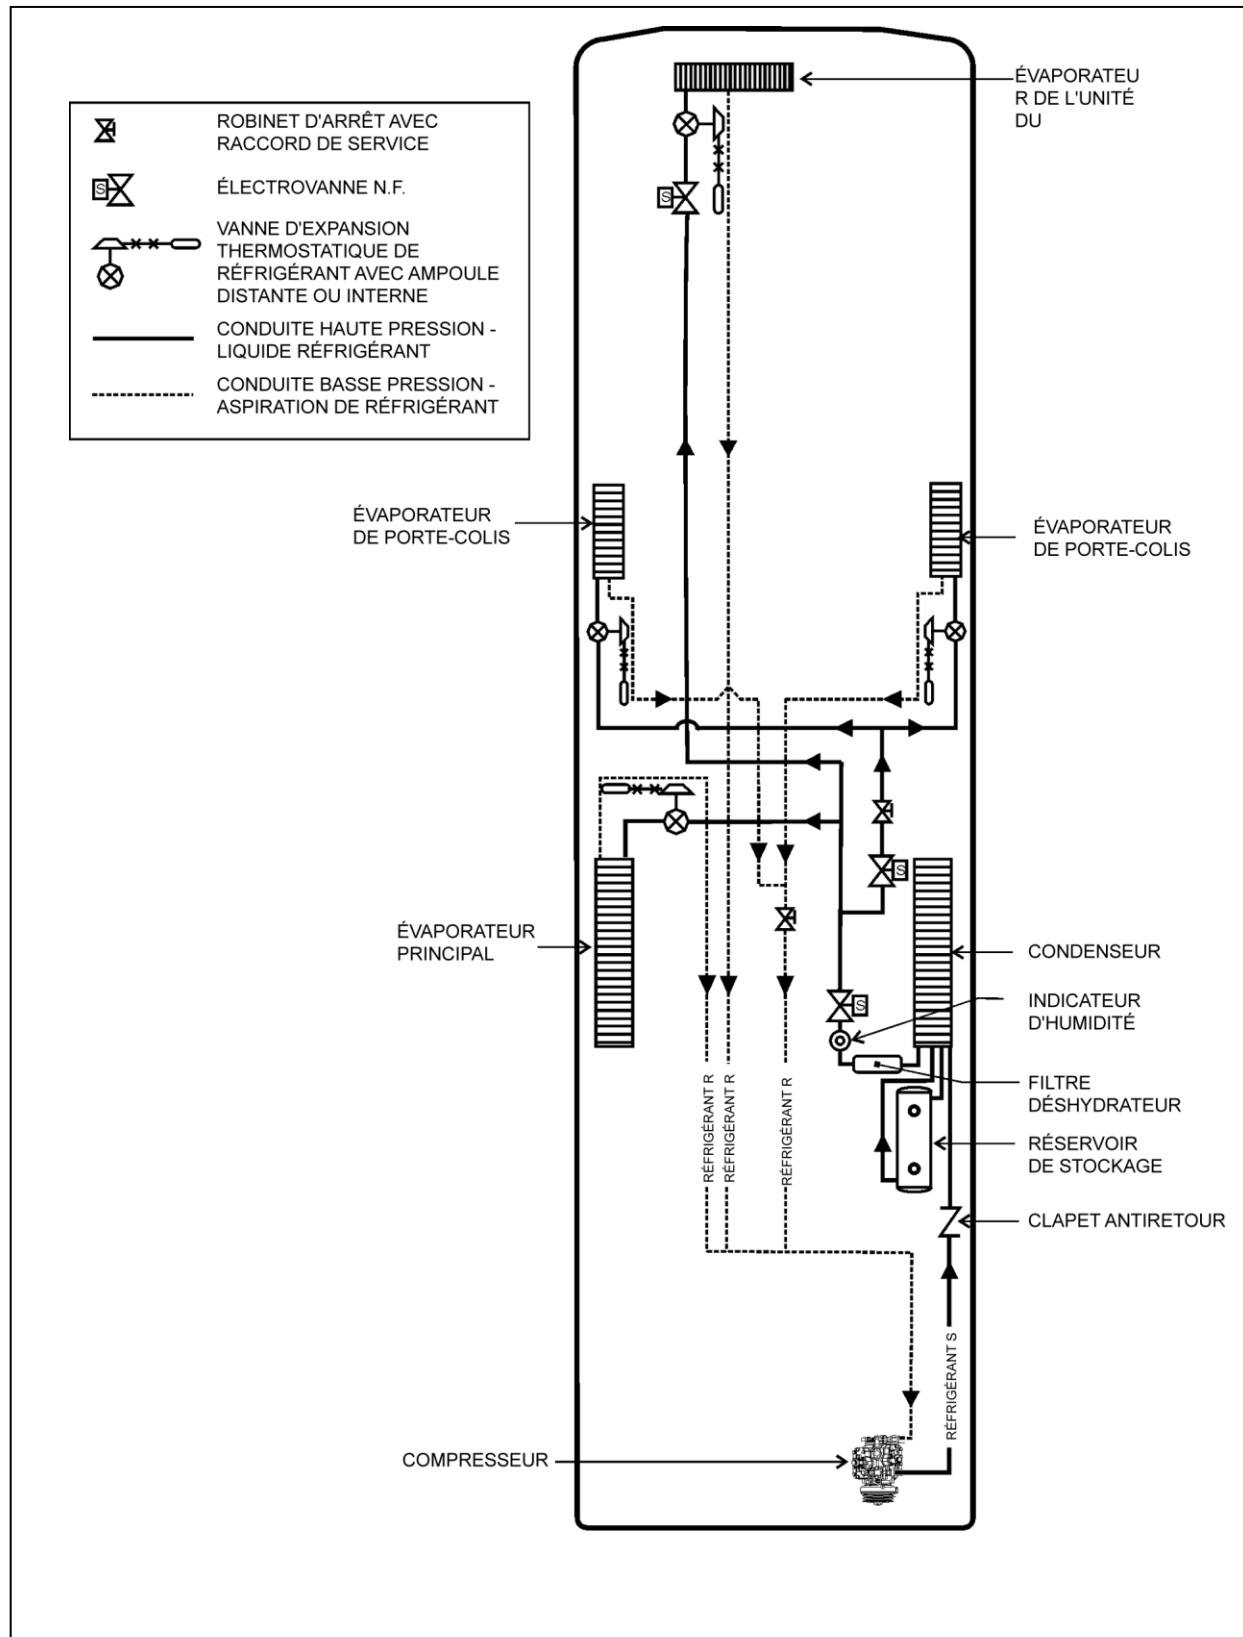 ÉVAPORATEU
R DE L'UNITÉ
DU
ROBINET D'ARRÊT AVEC
RACCORD DE SERVICE
S
ÉLECTROVANNE N.F.
VANNE D'EXPANSION
THERMOSTATIQUE DE
RÉFRIGÉRANT AVEC AMPOULE
DISTANTE OU INTERNE
CONDUITE HAUTE PRESSION -
LIQUIDE RÉFRIGÉRANT
CONDUITE BASSE PRESSION -
ASPIRATION DE RÉFRIGÉRANT
S
ÉVAPORATEUR
DE PORTE-COLIS
ÉVAPORATEUR
DE PORTE-COLIS
S
ÉVAPORATEUR
PRINCIPAL
CONDENSEUR
S
INDICATEUR
D'HUMIDITÉ
FILTRE
DÉSHYDRATEUR
RÉFRIGÉRANT R
RÉFRIGÉRANT R
RÉFRIGÉRANT R
RÉSERVOIR
DE STOCKAGE
CLAPET ANTIRETOUR
RÉFRIGÉRANT S
COMPRESSEUR